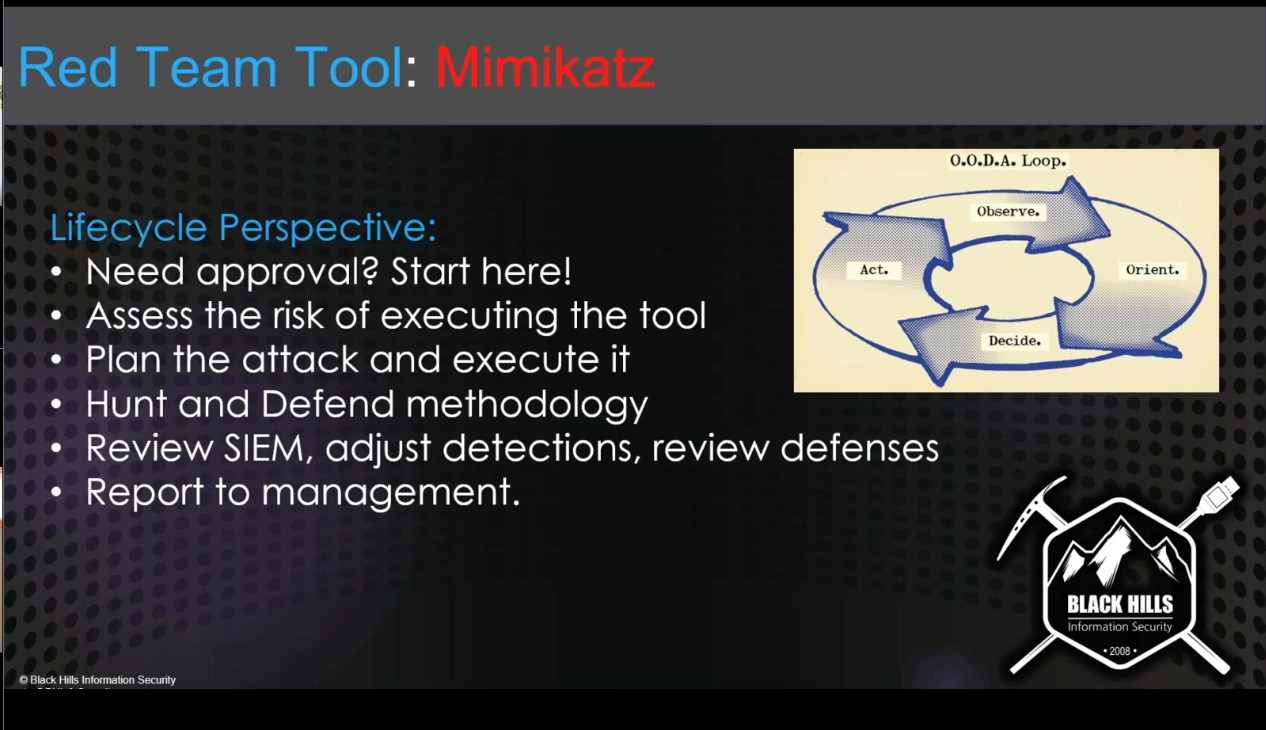 Red Team Tool: Mimikatz
Lifecycle Perspective:
• Need approval? Start here!
• Assess the risk of executing the tool
• Plan the attack and execute it
• Hunt and Defend methodology
• Review SIEM, adjust detections, review defenses
• Report to management.
O.O.D.A. Loop.
Observe.
Act.
Orient.
Decide.
BLACK HILLS
Information Security
• 2008 •
© Black Hills Information Security